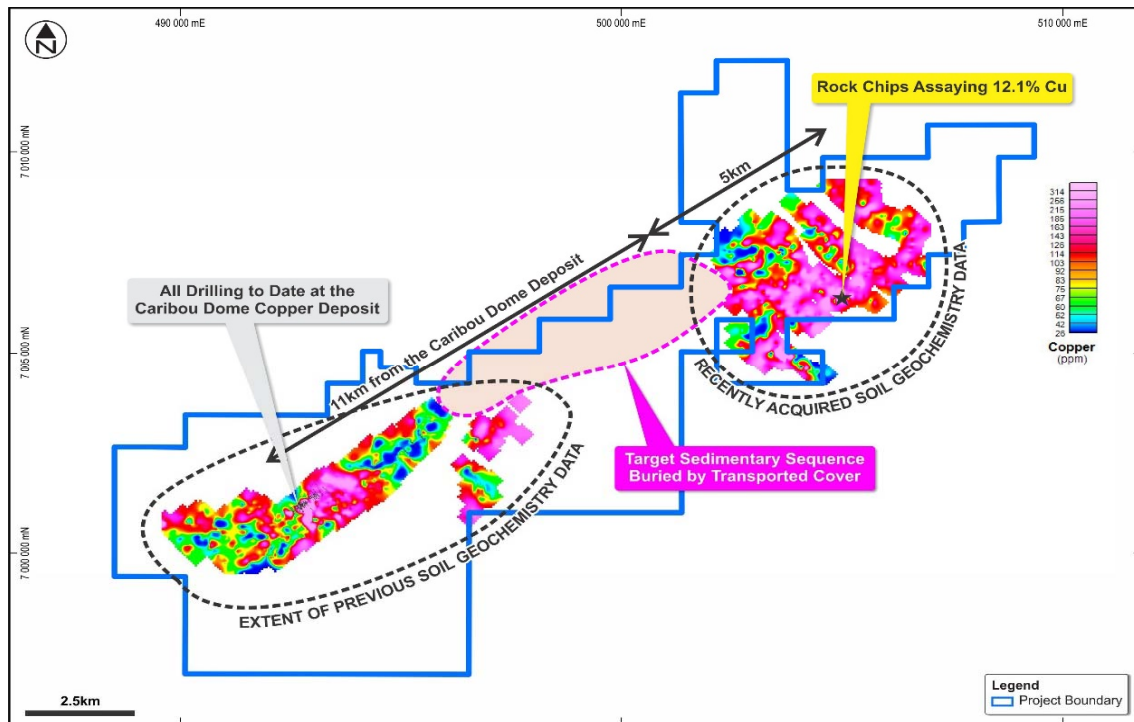 490 000 mE
500 000 mE
510 000 mE
N
Rock Chips Assaying 12.1% Cu
7 010 000 mN
5km
314
266
215
186
163
143
126
114
103
92
83
75
67
60
52
42
26
Copper
(ppm)
All Drilling to Date at the
Caribou Dome Copper Deposit
11km from the Caribou Dome Deposit
7 005 000 mN
RECENTLY ACQUIRED SOIL GEOCHEMISTRY DATA
Target Sedimentary Sequence
Buried by Transported Cover
7 000 000 mN
EXTENT OF PREVIOUS SOIL GEOCHEMISTRY DATA
2.5km
Legend
Project Boundary